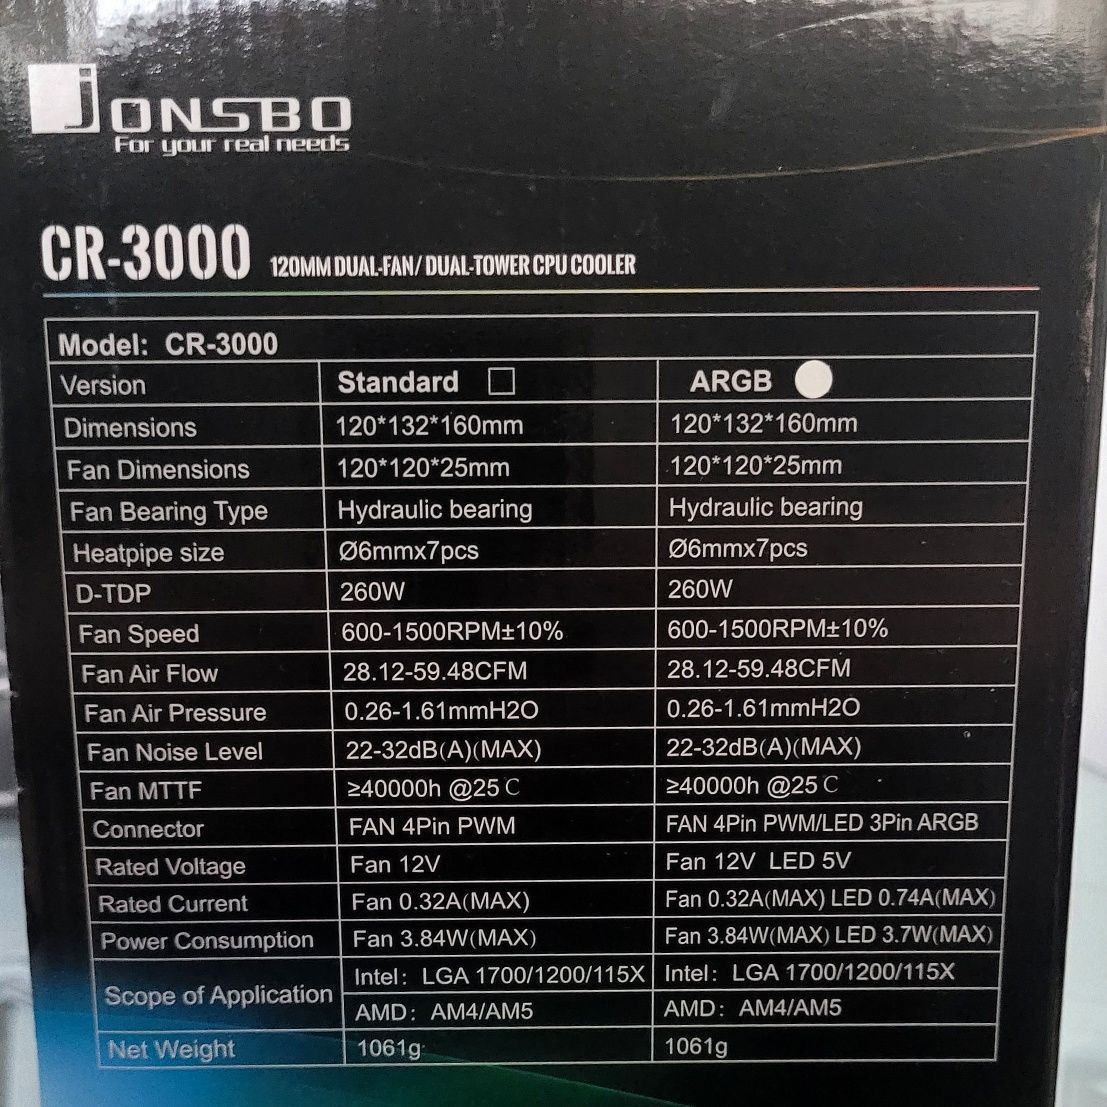 JONSBO
For your real needs
CR-3000 120MM DUAL-FAN/ DUAL-TOWER CPU COOLER
Model: CR-3000
Version Standard ARGB
Dimensions 120*132*160mm 120*132*160mm
Fan Dimensions 120*120*25mm 120*120*25mm
Fan Bearing Type Hydraulic bearing Hydraulic bearing
Heatpipe size Ø6mmx7pcs Ø6mmx7pcs
D-TDP 260W 260W
Fan Speed 600-1500RPM±10% 600-1500RPM±10%
Fan Air Flow 28.12-59.48CFM 28.12-59.48CFM
Fan Air Pressure 0.26-1.61mmH2O 0.26-1.61mmH2O
Fan Noise Level 22-32dB(A)(MAX) 22-32dB(A)(MAX)
Fan MTTF ≥40000h @25℃ ≥40000h @25℃
Connector FAN 4Pin PWM FAN 4Pin PWM/LED 3Pin ARGB
Rated Voltage Fan 12V Fan 12V LED 5V
Rated Current Fan 0.32A(MAX) Fan 0.32A(MAX) LED 0.74A(MAX)
Power Consumption Fan 3.84W(MAX) Fan 3.84W(MAX) LED 3.7W(MAX)
Scope of Application Intel: LGA 1700/1200/115X Intel: LGA 1700/1200/115X
AMD: AM4/AM5 AMD: AM4/AM5
Net Weight 1061g 1061g